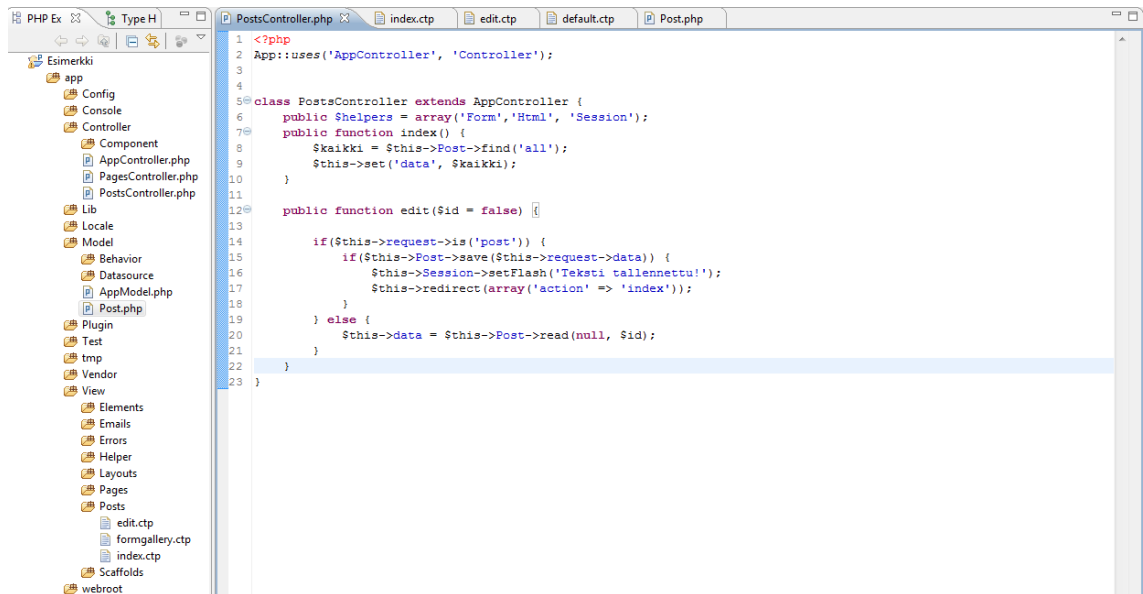 PHP Ex Type H
Esimerkki
app
Config
Console
Controller
Component
AppController.php
PagesController.php
PostsController.php
Lib
Locale
Model
Behavior
Datasource
AppModel.php
Post.php
Plugin
Test
tmp
Vendor
View
Elements
Emails
Errors
Helper
Layouts
Pages
Posts
edit.ctp
formgallery.ctp
index.ctp
Scaffolds
webroot
PostsController.php index.ctp edit.ctp default.ctp Post.php
1 <?php
2 App::uses('AppController', 'Controller');
3
4
5 class PostsController extends AppController {
6     public $helpers = array('Form','Html', 'Session');
7     public function index() {
8         $kaikki = $this->Post->find('all');
9         $this->set('data', $kaikki);
10     }
11
12     public function edit($id = false) {
13
14         if($this->request->is('post')) {
15             if($this->Post->save($this->request->data)) {
16                 $this->Session->setFlash('Teksti tallennettu!');
17                 $this->redirect(array('action' => 'index'));
18             }
19         } else {
20             $this->data = $this->Post->read(null, $id);
21         }
22     }
23 }